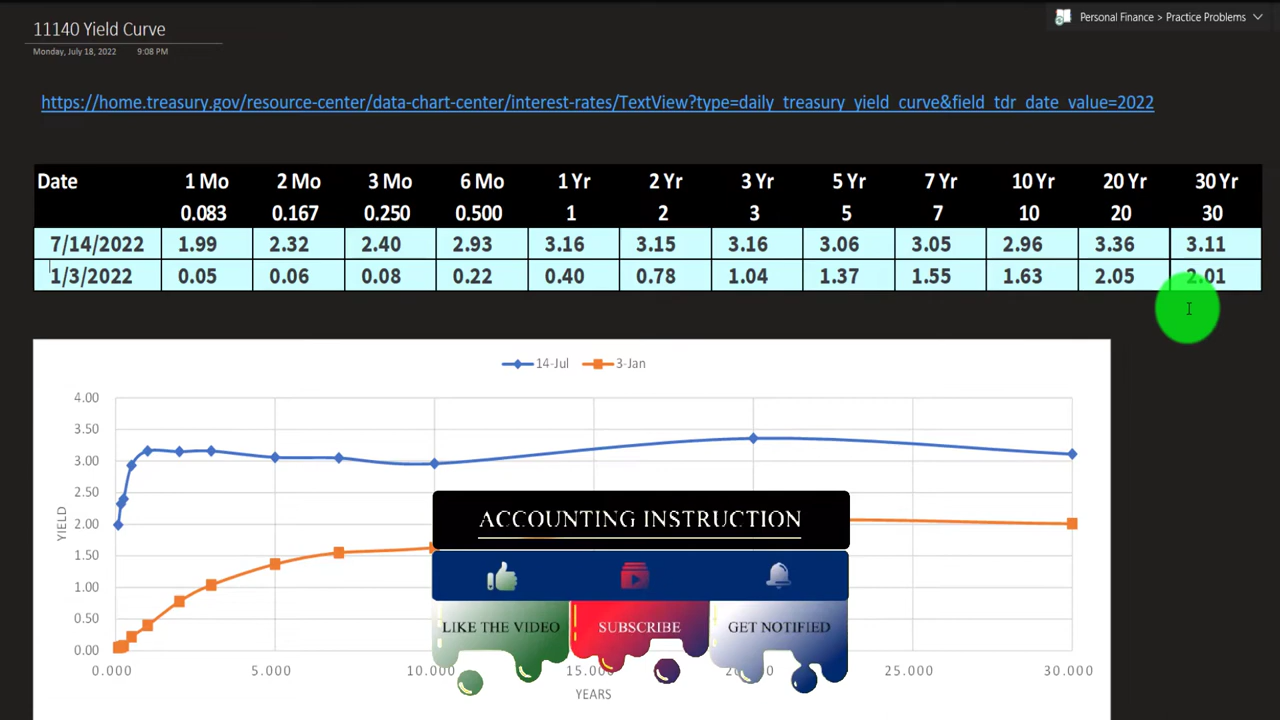 11140 Yield Curve
Personal Finance > Practice Problems
Monday, July 18, 2022 9:08 PM
https://home.treasury.gov/resource-center/data-chart-center/interest-rates/TextView?type=daily_treasury_yield_curve&field_tdr_date_value=2022
Date 1 Mo 2 Mo 3 Mo 6 Mo 1 Yr 2 Yr 3 Yr 5 Yr 7 Yr 10 Yr 20 Yr 30 Yr
0.083 0.167 0.250 0.500 1 2 3 5 7 10 20 30
7/14/2022 1.99 2.32 2.40 2.93 3.16 3.15 3.16 3.06 3.05 2.96 3.36 3.11
1/3/2022 0.05 0.06 0.08 0.22 0.40 0.78 1.04 1.37 1.55 1.63 2.05 2.01
14-Jul 3-Jan
4.00
3.50
3.00
2.50
2.00
1.50
1.00
0.50
0.00
YIELD
ACCOUNTING INSTRUCTION
LIKE THE VIDEO SUBSCRIBE GET NOTIFIED
0.000 5.000 10.000 15.000 25.000 30.000
YEARS